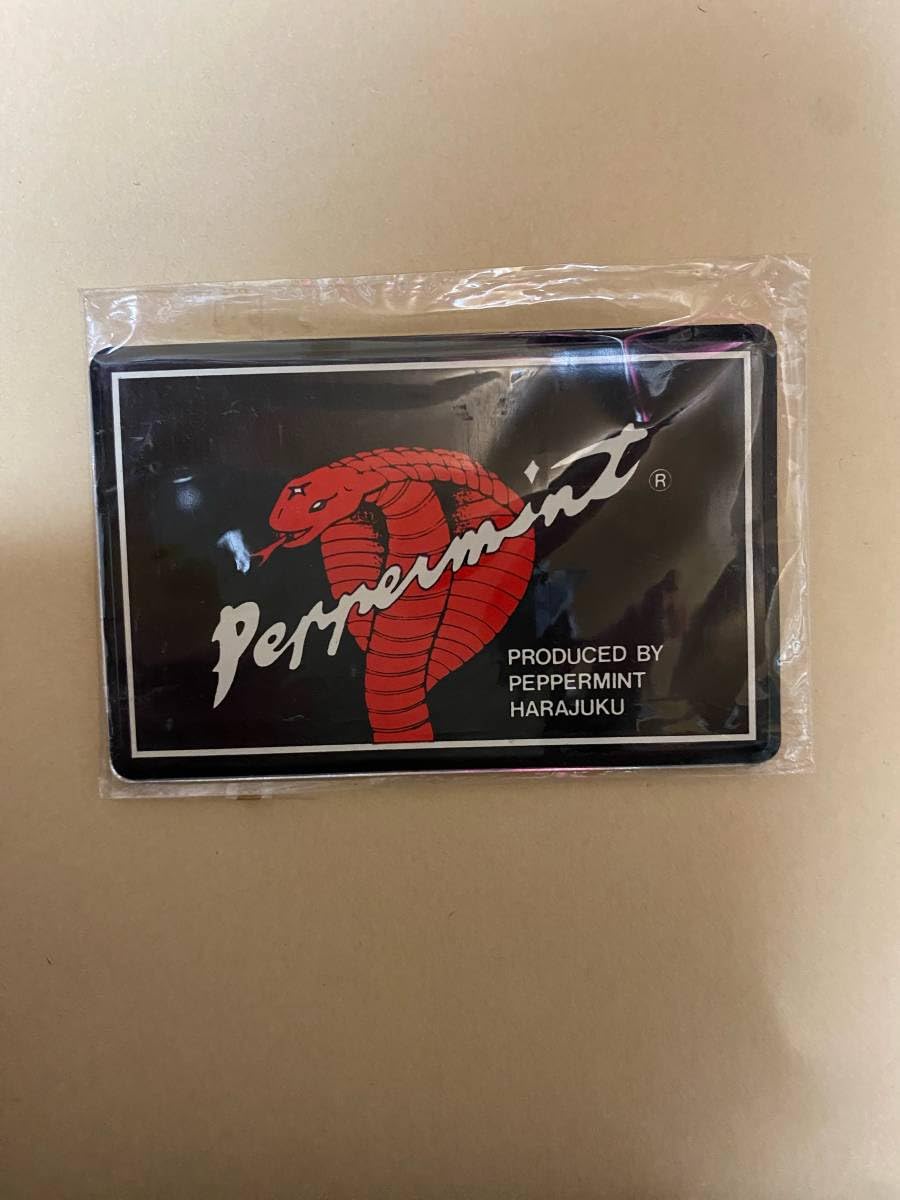 Peppermint ®
PRODUCED BY
PEPPERMINT
HARAJUKU